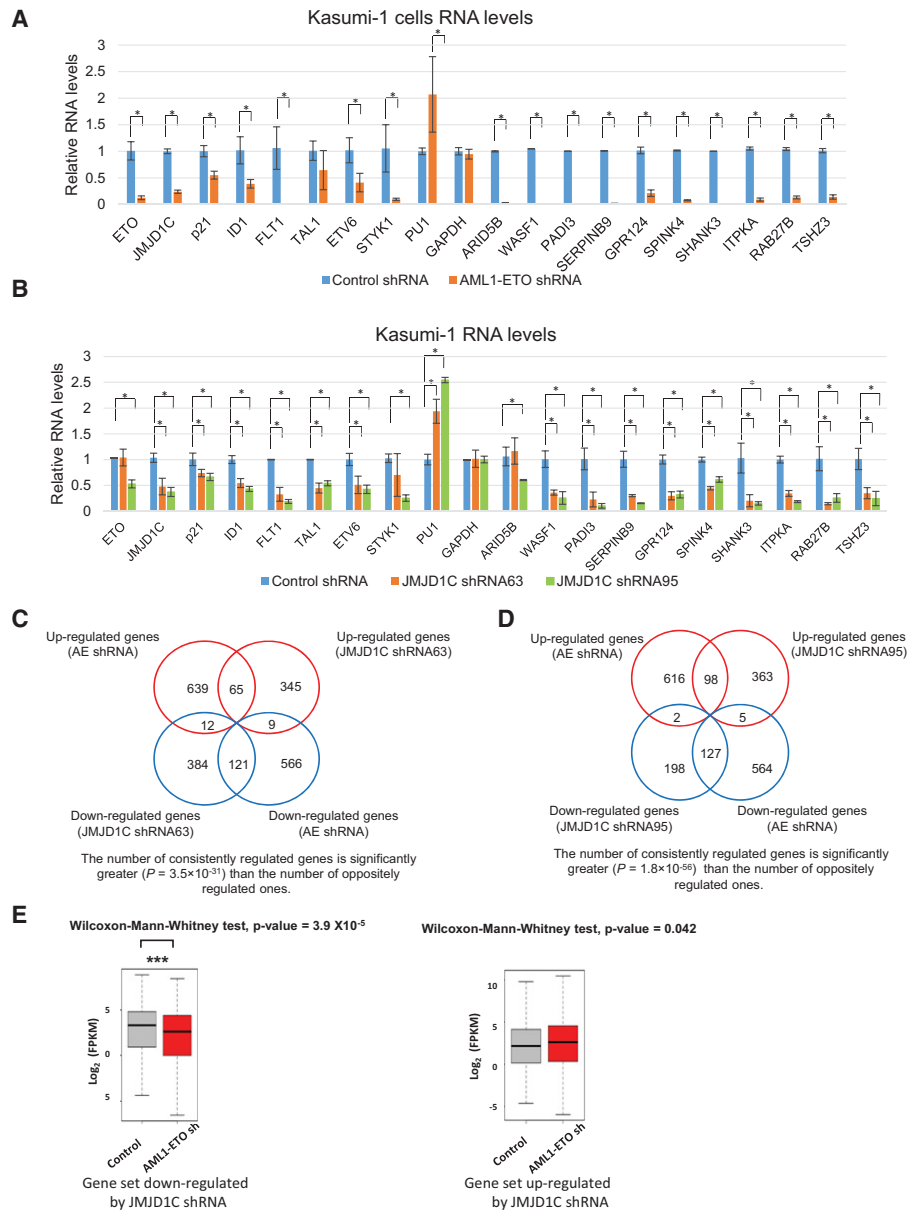 A
Kasumi-1 cells RNA levels
Relative RNA levels
3
2.5
2
1.5
1
0.5
0
* * * * * * * * * * * * * * * * * *
ETO JMJD1C p21 ID1 FLT1 TAL1 ETV6 STYK1 PU1 GAPDH ARID5B WASF1 PADI3 SERPINB9 GPR124 SPINK4 SHANK3 ITPKA RAB27B TSHZ3
Control shRNA AML1-ETO shRNA
B
Kasumi-1 RNA levels
Relative RNA levels
3
2.5
2
1.5
1
0.5
0
ETO JMJD1C p21 ID1 FLT1 TAL1 ETV6 STYK1 PU1 GAPDH ARID5B WASF1 PADI3 SERPINB9 GPR124 SPINK4 SHANK3 ITPKA RAB27B TSHZ3
Control shRNA JMJD1C shRNA63 JMJD1C shRNA95
C
Up-regulated genes
(AE shRNA)
Up-regulated genes
(JMJD1C shRNA63)
639 65 345
12 9
384 121 566
Down-regulated genes
(JMJD1C shRNA63)
Down-regulated genes
(AE shRNA)
The number of consistently regulated genes is significantly
greater (P = 3.5×10-31) than the number of oppositely
regulated ones.
D
Up-regulated genes
(AE shRNA)
Up-regulated genes
(JMJD1C shRNA95)
616 98 363
2 5
198 127 564
Down-regulated genes
(JMJD1C shRNA95)
Down-regulated genes
(AE shRNA)
The number of consistently regulated genes is significantly
greater (P = 1.8×10-56) than the number of oppositely
regulated ones.
E
Wilcoxon-Mann-Whitney test, p-value = 3.9 X10-5
***
Log2 (FPKM)
5
0
5
Control
AML1-ETO sh
Gene set down-regulated
by JMJD1C shRNA
Wilcoxon-Mann-Whitney test, p-value = 0.042
Log2 (FPKM)
10
5
0
-5
Control
AML1-ETO sh
Gene set up-regulated
by JMJD1C shRNA